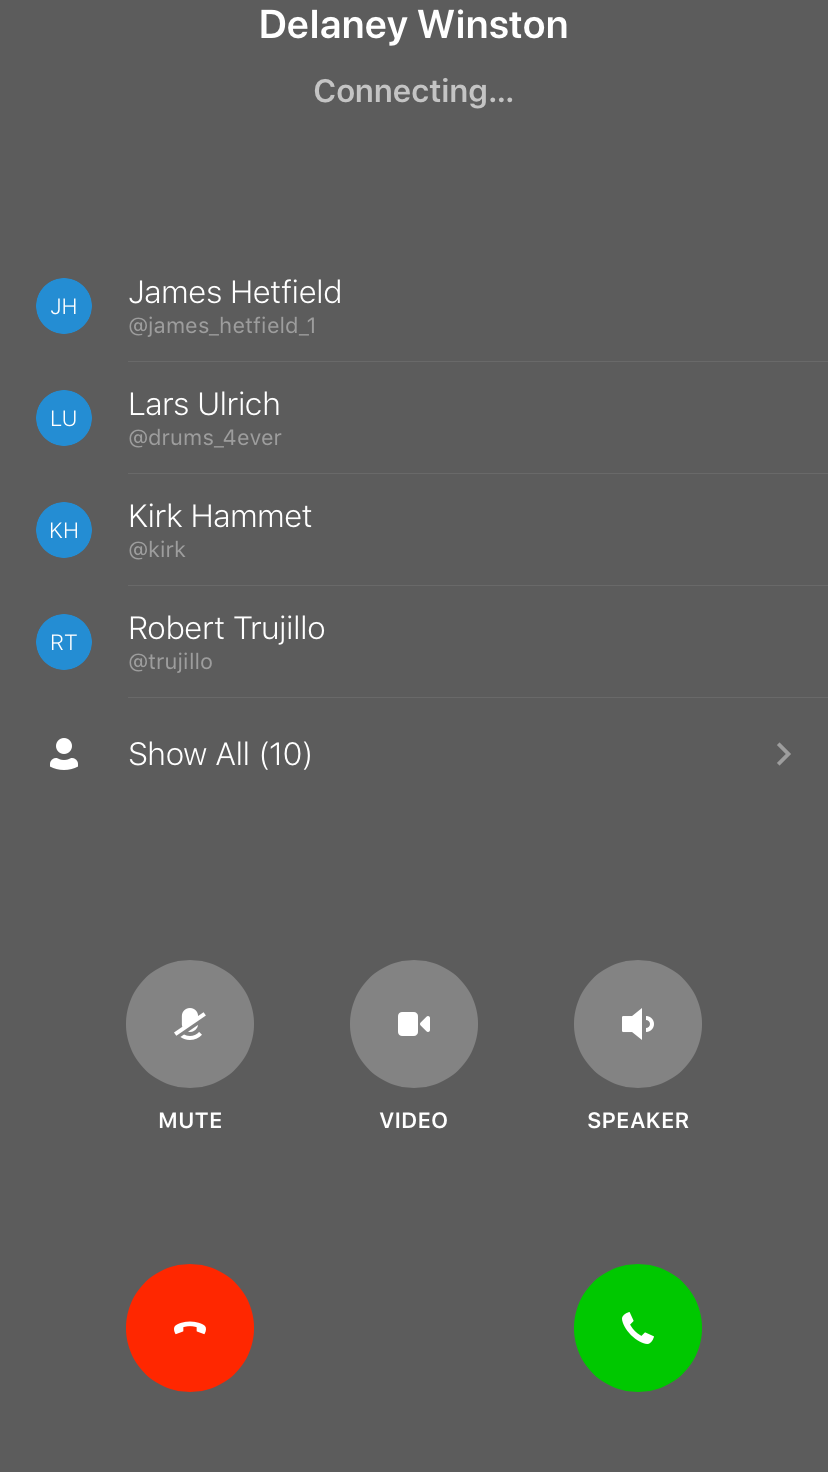 Delaney Winston
Connecting...
JH
James Hetfield
@james_hetfield_1
LU
Lars Ulrich
@drums_4ever
KH
Kirk Hammet
@kirk
RT
Robert Trujillo
@trujillo
Show All (10)
MUTE
VIDEO
SPEAKER